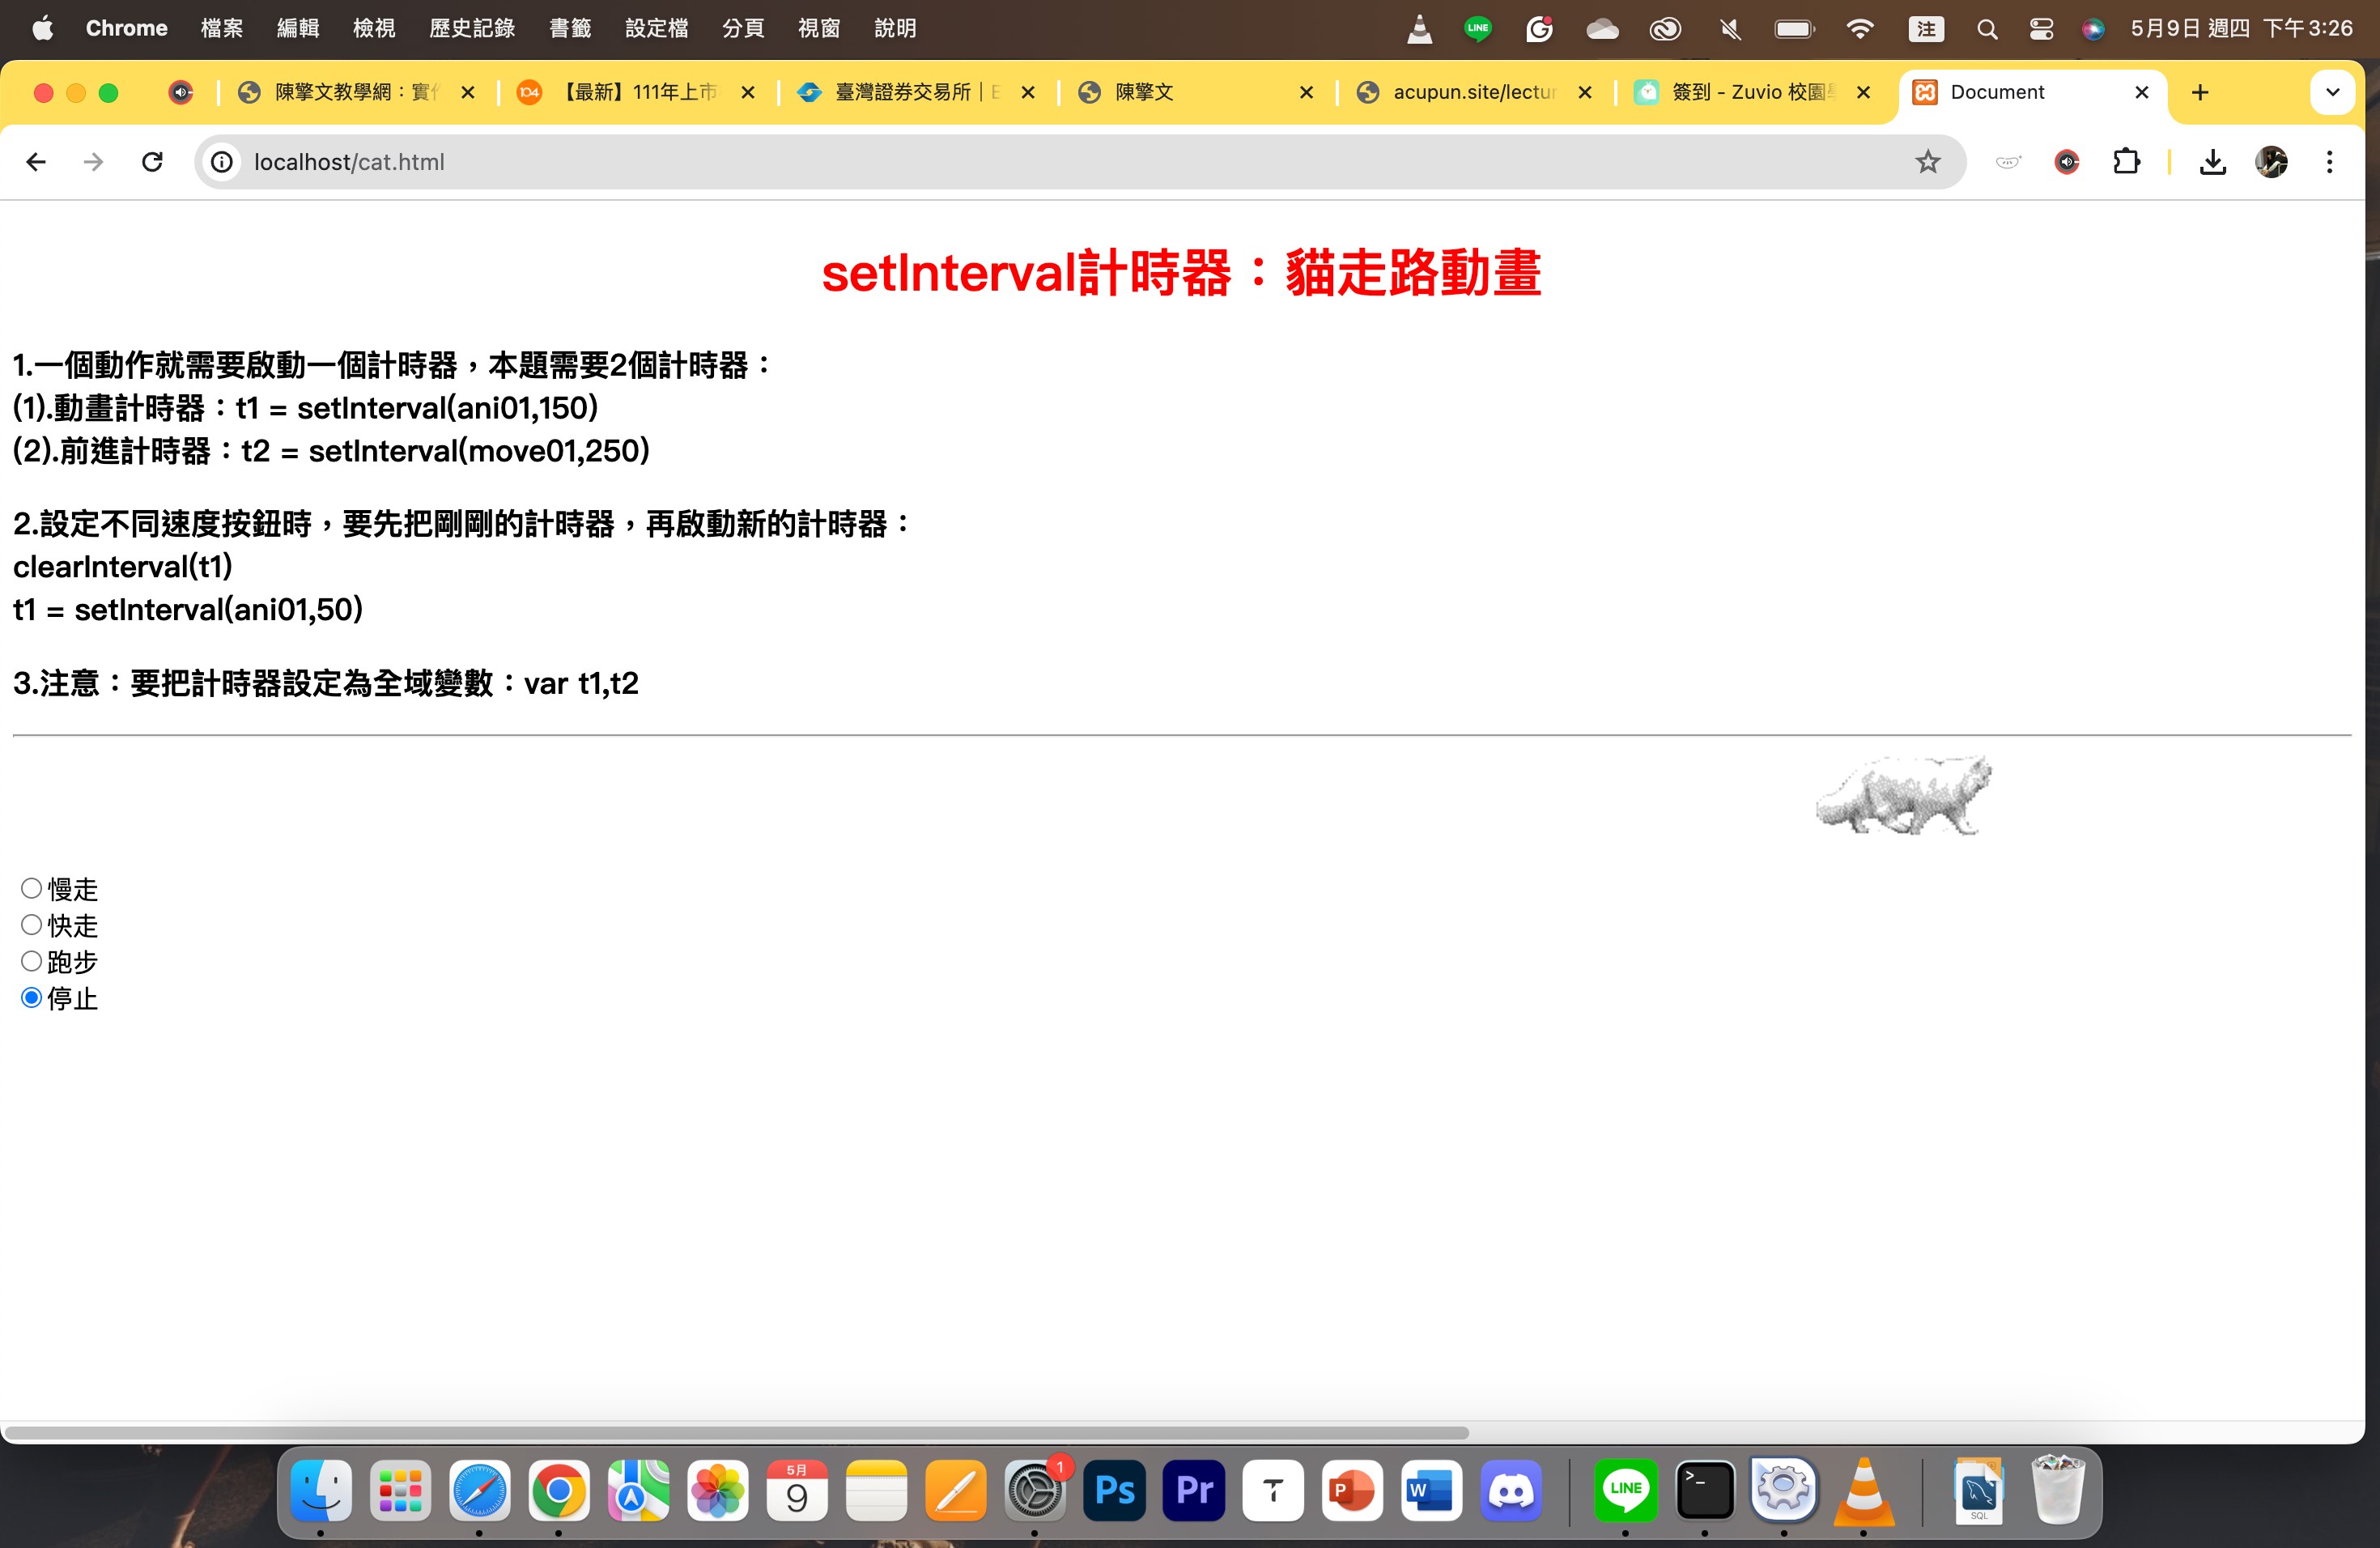 Chrome 檔案 編輯 檢視 歷史記錄 書籤 設定檔 分頁 視窗 說明 LINE 注 5月9日 週四 下午3:26
陳擎文教學網：實 104 【最新】111年上市 臺灣證券交易所｜ 陳擎文 acupun.site/lectur 簽到 - Zuvio 校園 Document
localhost/cat.html
setInterval計時器：貓走路動畫
1.一個動作就需要啟動一個計時器，本題需要2個計時器：
(1).動畫計時器：t1 = setInterval(ani01,150)
(2).前進計時器：t2 = setInterval(move01,250)
2.設定不同速度按鈕時，要先把剛剛的計時器，再啟動新的計時器：
clearInterval(t1)
t1 = setInterval(ani01,50)
3.注意：要把計時器設定為全域變數：var t1,t2
慢走
快走
跑步
停止
5月 9 1 Ps Pr T P W LINE >_ SQL